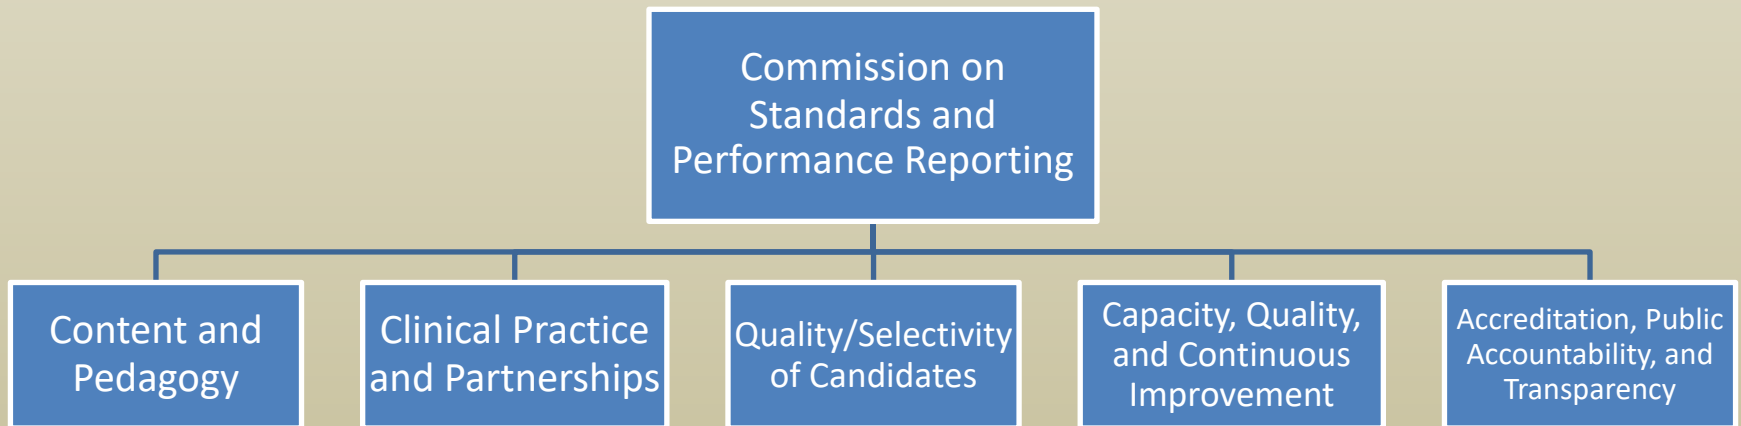 Commission on
Standards and
Performance Reporting
Content and
Pedagogy
Clinical Practice
and Partnerships
Quality/Selectivity
of Candidates
Capacity, Quality,
and Continuous
Improvement
Accreditation, Public
Accountability, and
Transparency